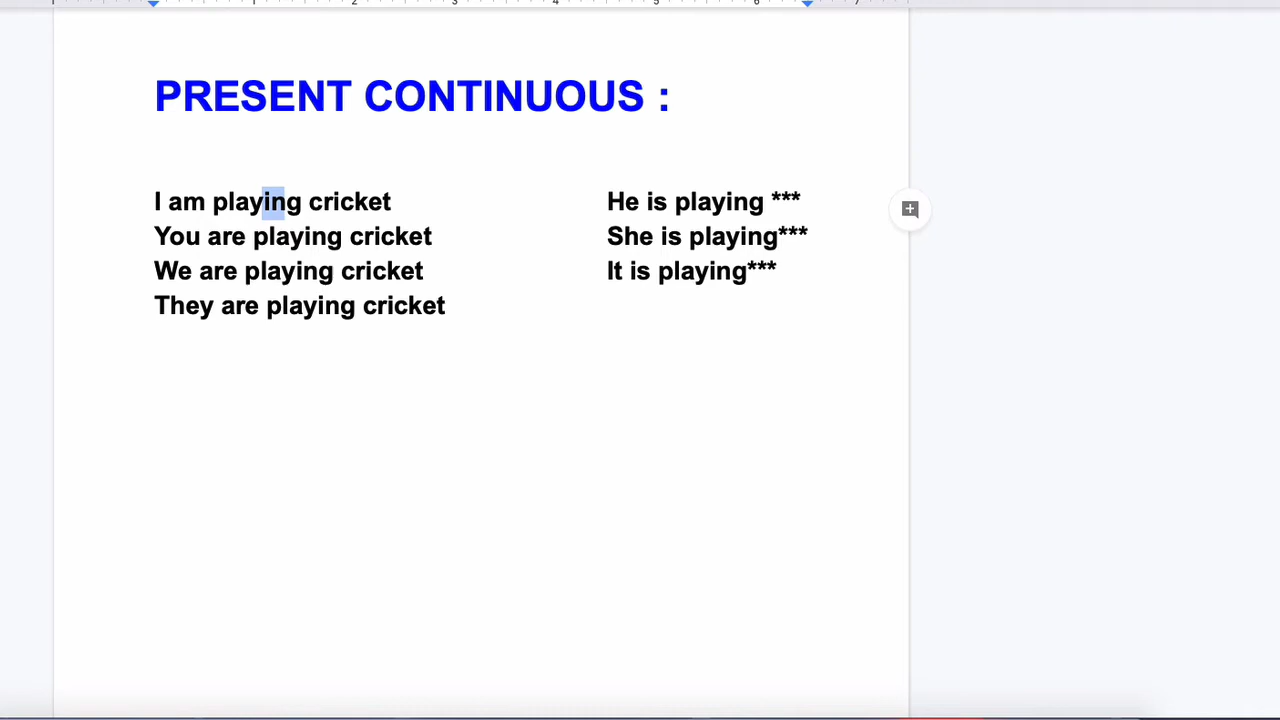 PRESENT CONTINUOUS :
I am playing cricket
You are playing cricket
We are playing cricket
They are playing cricket
He is playing ***
She is playing***
It is playing***